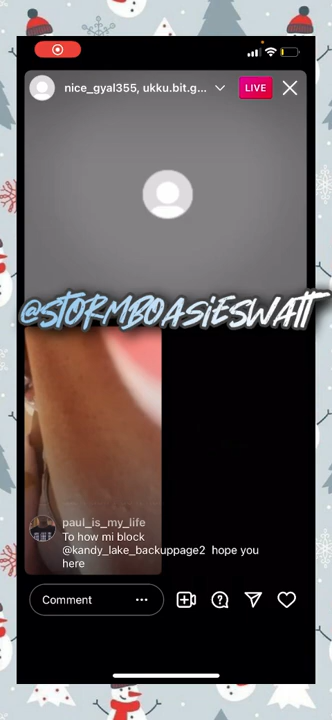 nice_gyal355, ukku.bit.g...
LIVE
@STORMBOASIESWATT
paul_is_my_life
To how mi block
@kandy_lake_backuppage2 hope you
here
Comment